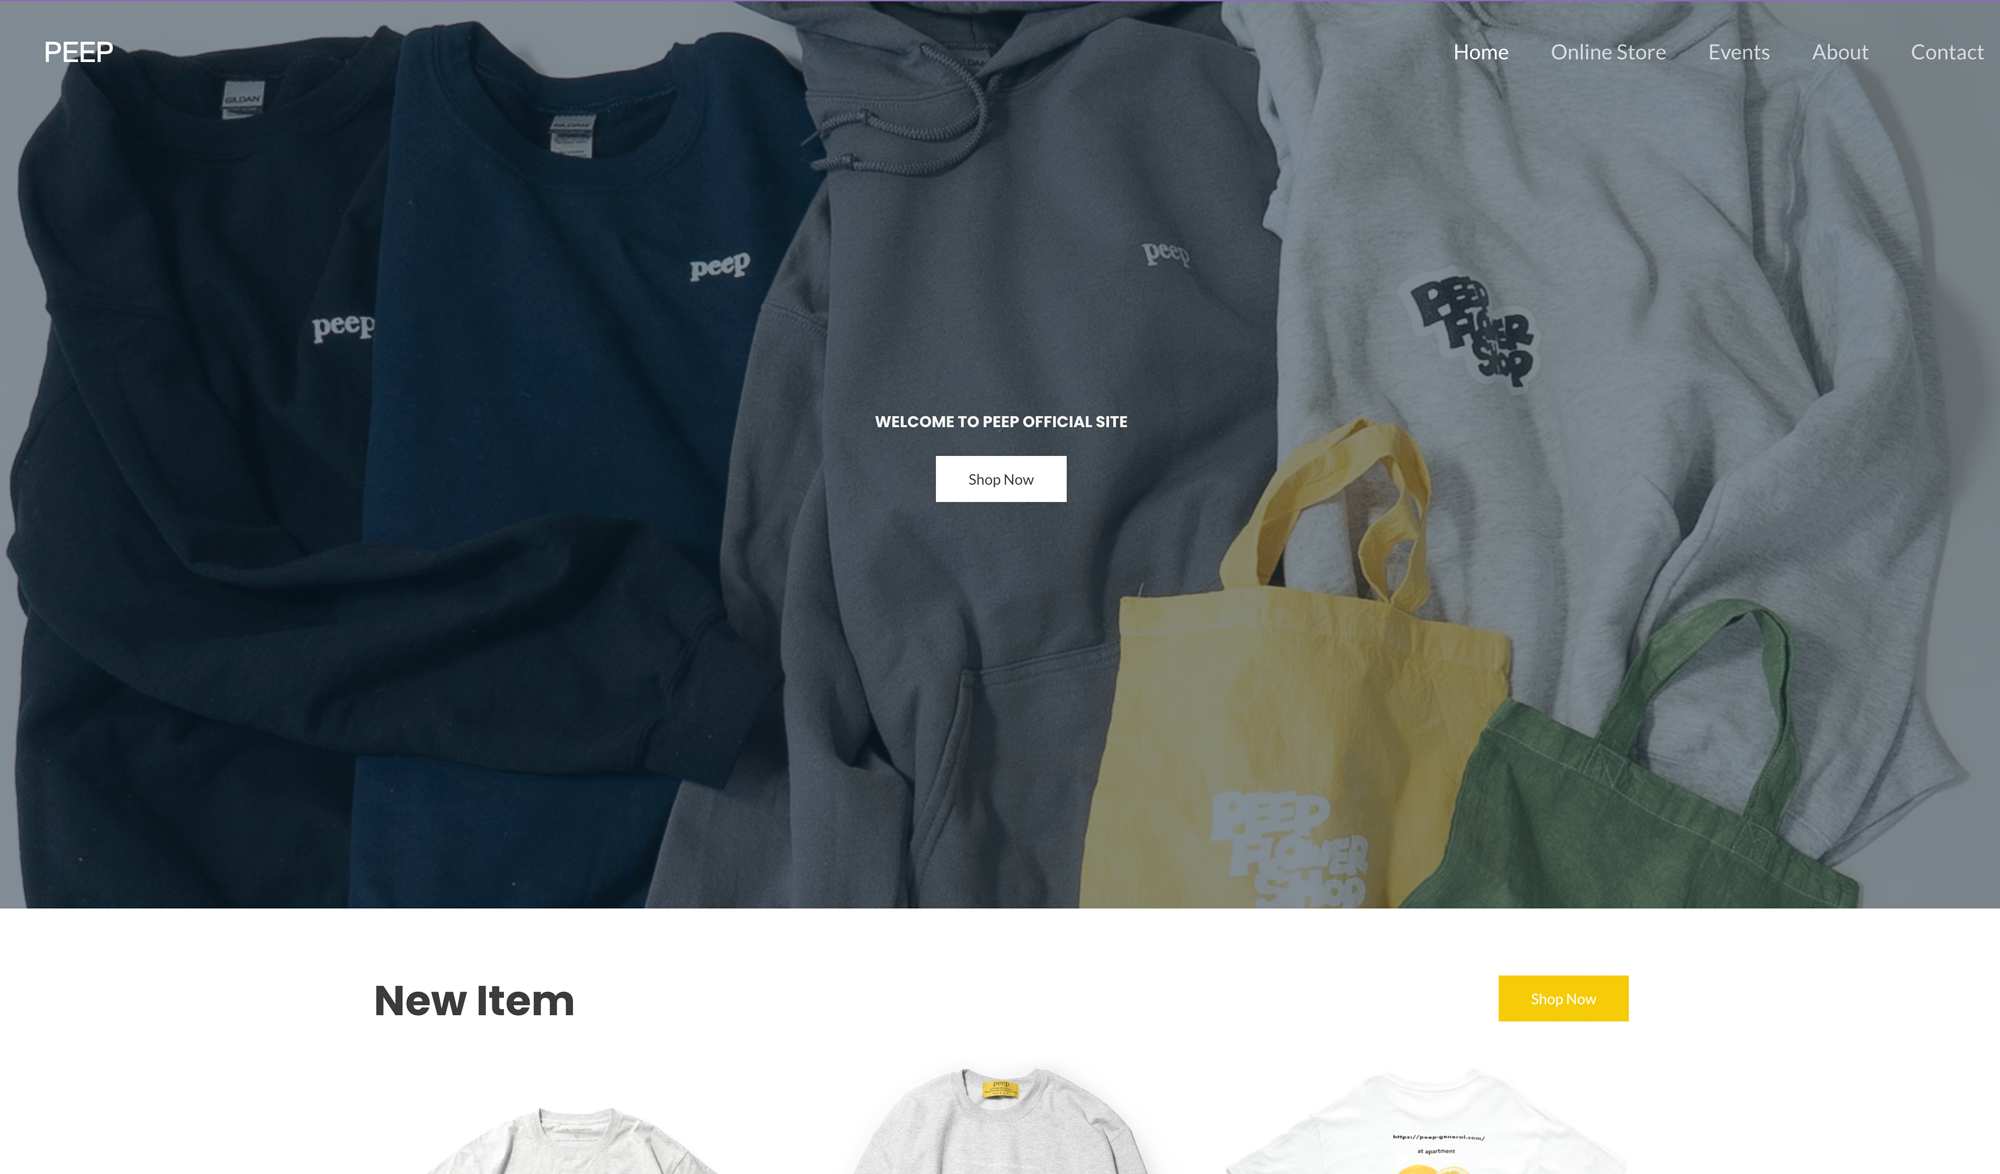 PEEP
Home
Online Store
Events
About
Contact
GILDAN
GILDAN
peep
peep
peep
PEEP
FLOWER
SHOP
WELCOME TO PEEP OFFICIAL SITE
Shop Now
PEEP
FLOWER
SHOP
New Item
Shop Now
peep
https://peep-general.com/
at apartment